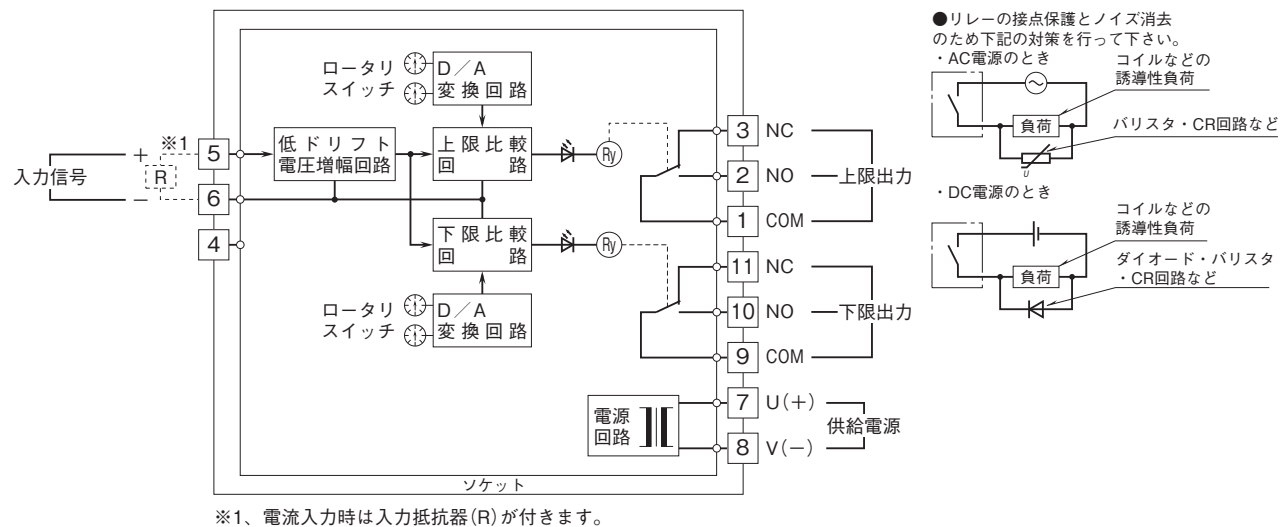 ロータリ
スイッチ
D／A
変換回路
※1
入力信号
＋
R
−
5
6
4
低ドリフト
電圧増幅回路
上限比較
回路
Ry
3 NC
2 NO
1 COM
上限出力
下限比較
回路
Ry
11 NC
10 NO
9 COM
下限出力
ロータリ
スイッチ
D／A
変換回路
電源
回路
7 U(＋)
8 V(−)
供給電源
ソケット
※1、電流入力時は入力抵抗器(R)が付きます。
●リレーの接点保護とノイズ消去
のため下記の対策を行って下さい。
・AC電源のとき
コイルなどの
誘導性負荷
負荷
バリスタ・CR回路など
U
・DC電源のとき
コイルなどの
誘導性負荷
負荷
ダイオード・バリスタ
・CR回路など